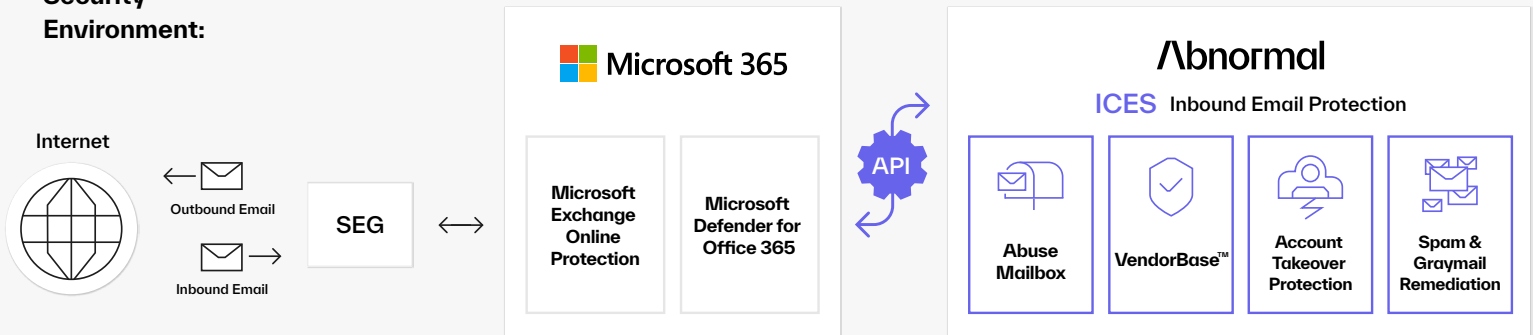 Security
Environment:
Internet
Outbound Email
Inbound Email
SEG
Microsoft 365
Microsoft
Exchange
Online
Protection
Microsoft
Defender for
Office 365
API
Abnormal
ICES Inbound Email Protection
Abuse
Mailbox
VendorBase™
Account
Takeover
Protection
Spam &
Graymail
Remediation